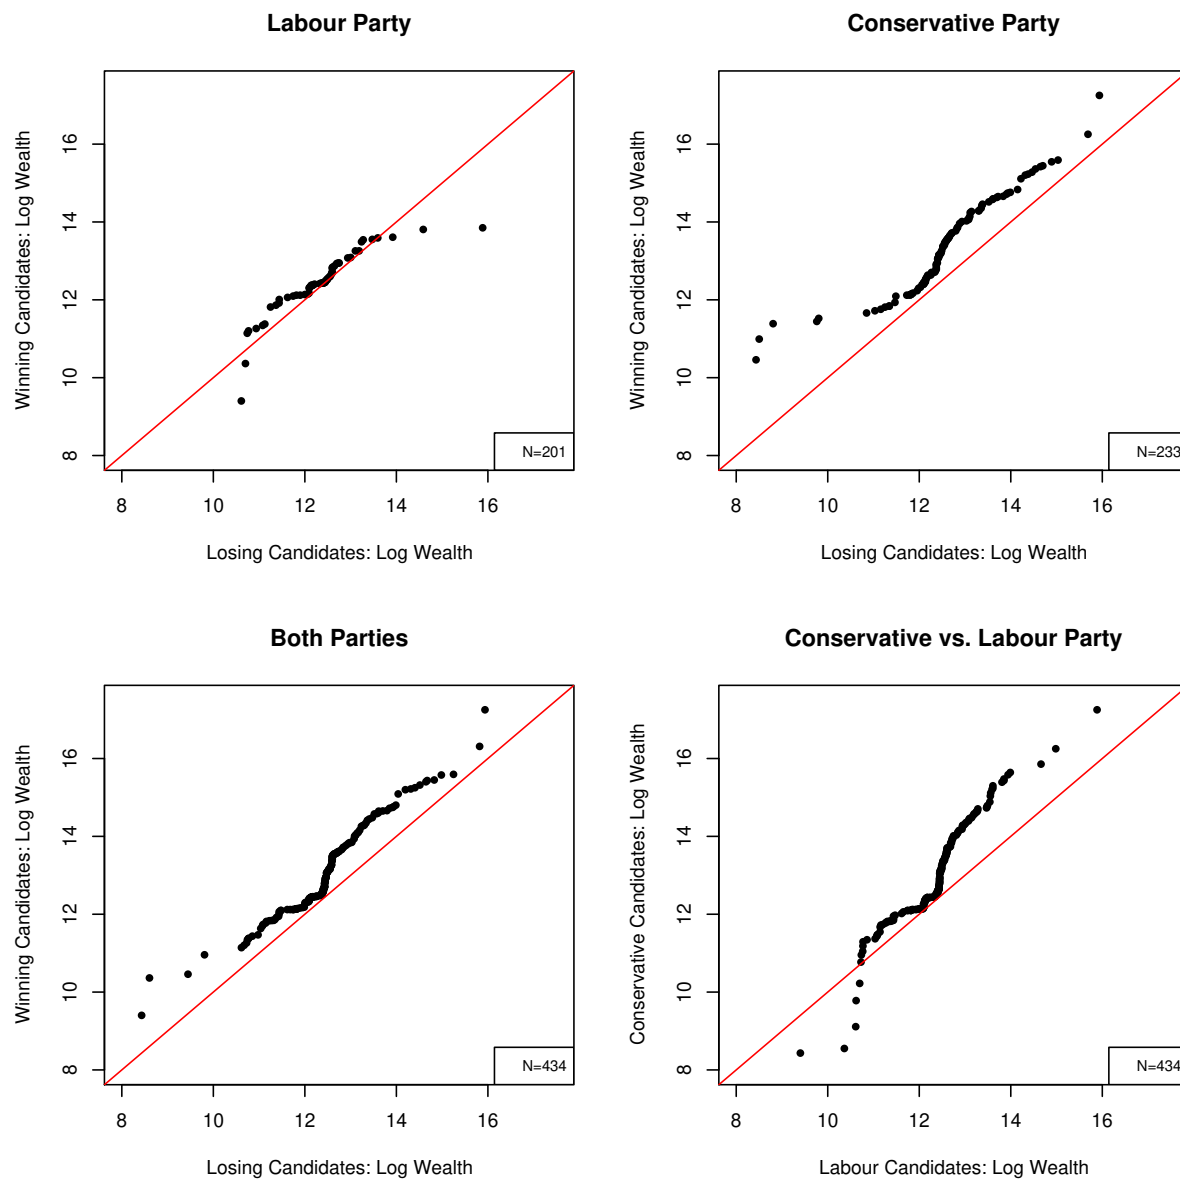 Labour Party
Winning Candidates: Log Wealth
16
14
12
10
8
N=201
8 10 12 14 16
Losing Candidates: Log Wealth
Conservative Party
Winning Candidates: Log Wealth
16
14
12
10
8
N=233
8 10 12 14 16
Losing Candidates: Log Wealth
Both Parties
Winning Candidates: Log Wealth
16
14
12
10
8
N=434
8 10 12 14 16
Losing Candidates: Log Wealth
Conservative vs. Labour Party
Conservative Candidates: Log Wealth
16
14
12
10
8
N=434
8 10 12 14 16
Labour Candidates: Log Wealth